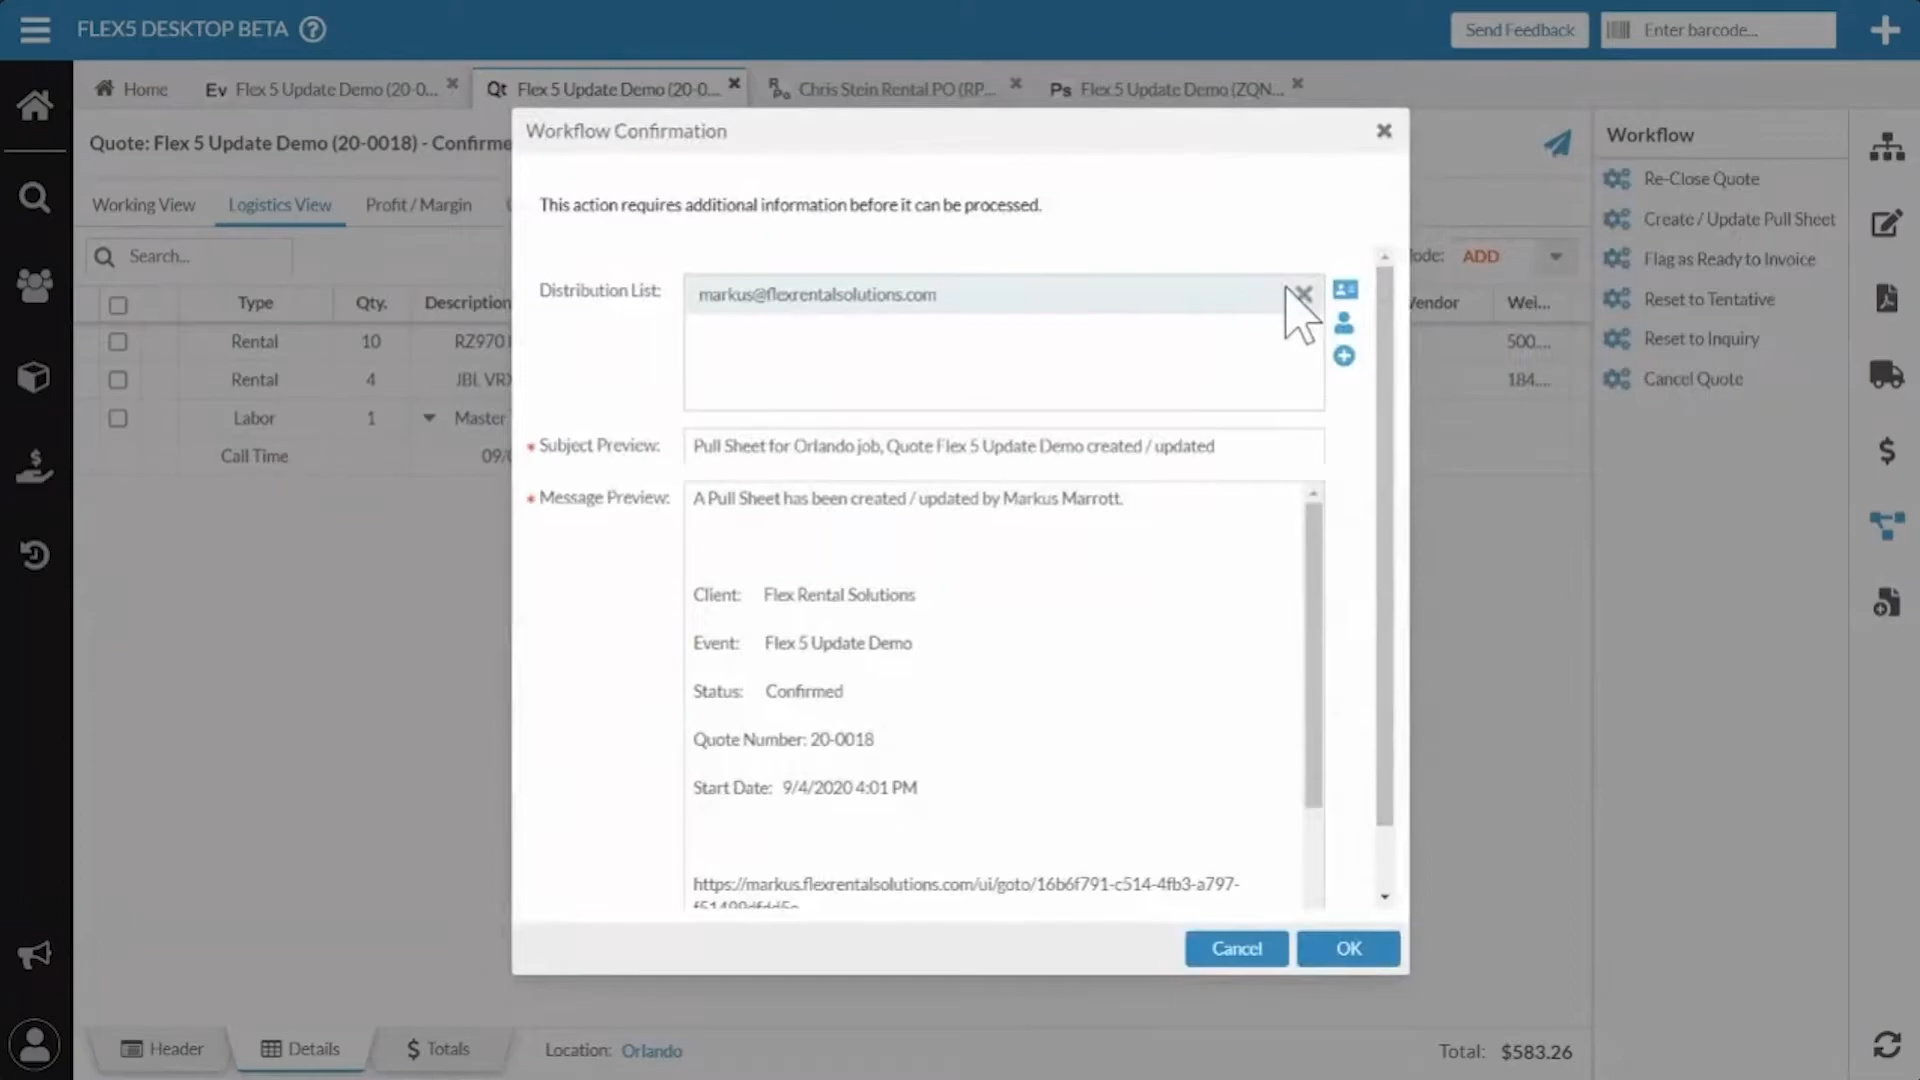 FLEX5 DESKTOP BETA ?
Send Feedback
Enter barcode...
Home
Ev Flex 5 Update Demo (20-0...
Qt Flex 5 Update Demo (20-0...
Rpo Chris Stein Rental PO (RP...
Ps Flex 5 Update Demo (ZQN...
Quote: Flex 5 Update Demo (20-0018) - Confirme
Working View
Logistics View
Profit / Margin
Search...
ode: ADD
Type
Qty.
Description
Vendor
Wei...
Rental 10 RZ970 500....
Rental 4 JBL VRX 184....
Labor 1 Master
Call Time 09/
Workflow Confirmation
This action requires additional information before it can be processed.
Distribution List: markus@flexrentalsolutions.com
* Subject Preview: Pull Sheet for Orlando job, Quote Flex 5 Update Demo created / updated
* Message Preview: A Pull Sheet has been created / updated by Markus Marrott.
Client: Flex Rental Solutions
Event: Flex 5 Update Demo
Status: Confirmed
Quote Number: 20-0018
Start Date: 9/4/2020 4:01 PM
https://markus.flexrentalsolutions.com/ui/goto/16b6f791-c514-4fb3-a797-
Cancel
OK
Workflow
Re-Close Quote
Create / Update Pull Sheet
Flag as Ready to Invoice
Reset to Tentative
Reset to Inquiry
Cancel Quote
Header
Details
$ Totals
Location: Orlando
Total: $583.26